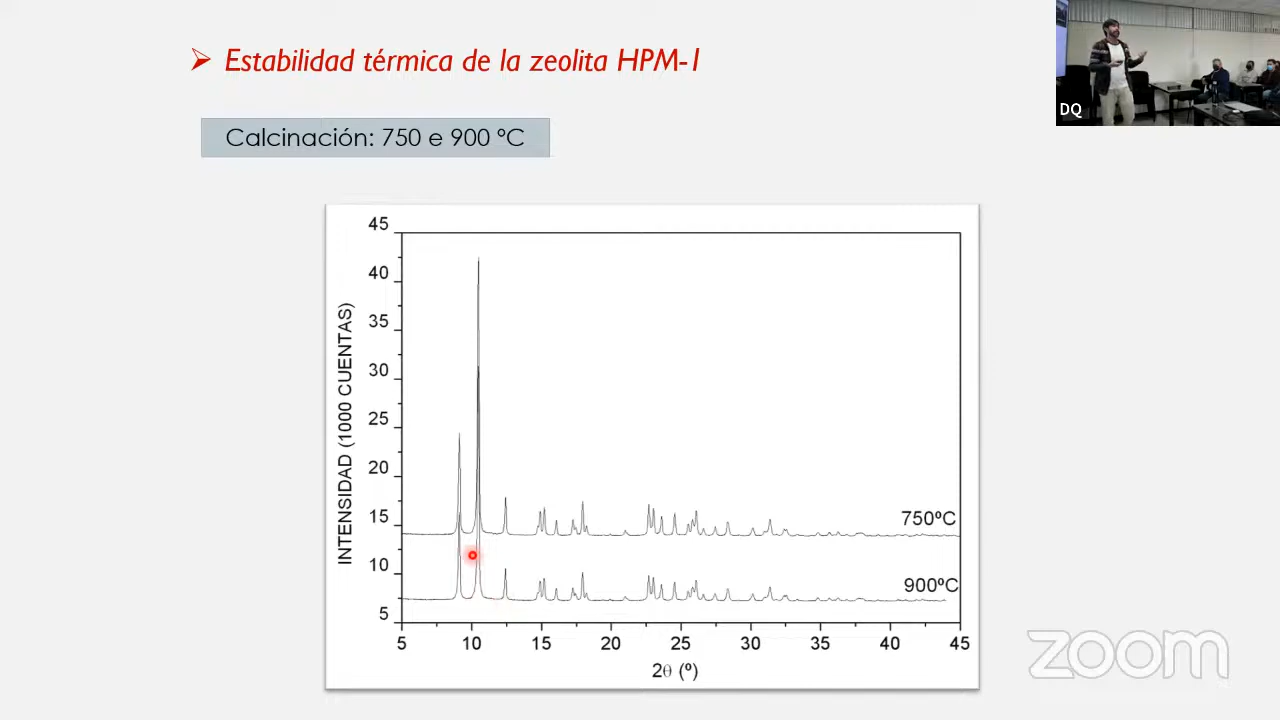 ➤ Estabilidad térmica de la zeolita HPM-1
DQ
Calcinación: 750 e 900 ºC
45
40
35
30
25
20
15
10
5
INTENSIDAD (1000 CUENTAS)
750ºC
900ºC
5 10 15 20 25 30 35 40 45
2θ (º)
zoom